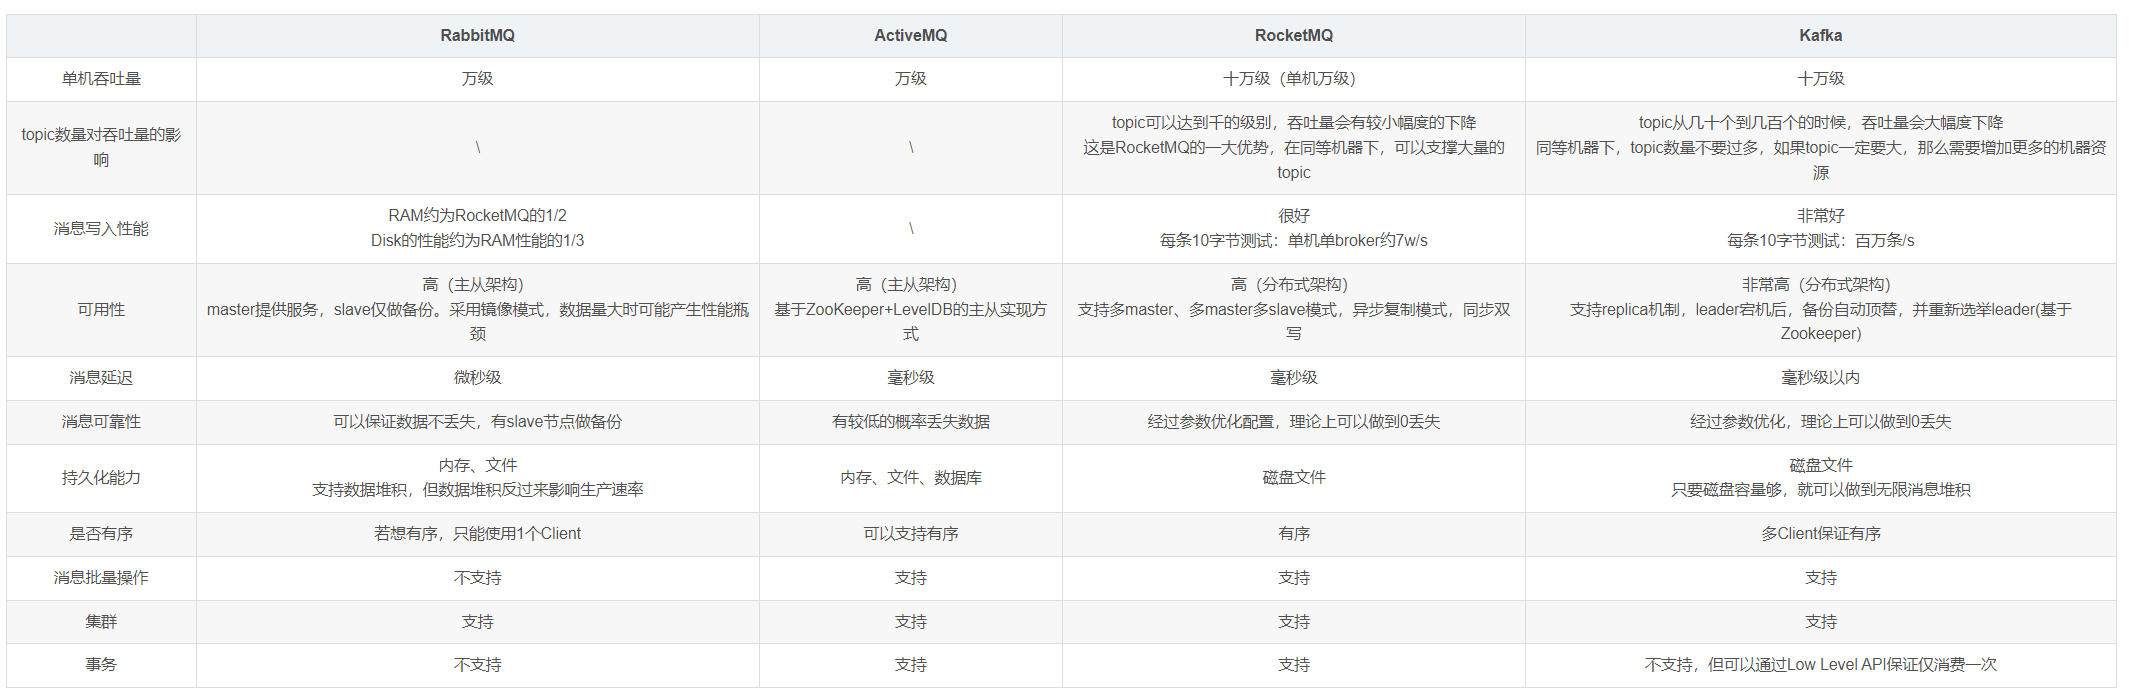 RabbitMQ ActiveMQ RocketMQ Kafka
单机吞吐量 万级 万级 十万级（单机万级） 十万级
topic数量对吞吐量的影
响
\
\
topic可以达到千的级别，吞吐量会有较小幅度的下降
这是RocketMQ的一大优势，在同等机器下，可以支撑大量的
topic
topic从几十个到几百个的时候，吞吐量会大幅度下降
同等机器下，topic数量不要过多，如果topic一定要大，那么需要增加更多的机器资
源
消息写入性能
RAM约为RocketMQ的1/2
Disk的性能约为RAM性能的1/3
\
很好
每条10字节测试：单机单broker约7w/s
非常好
每条10字节测试：百万条/s
可用性
高（主从架构）
master提供服务，slave仅做备份。采用镜像模式，数据量大时可能产生性能瓶
颈
高（主从架构）
基于ZooKeeper+LevelDB的主从实现方
式
高（分布式架构）
支持多master、多master多slave模式，异步复制模式，同步双
写
非常高（分布式架构）
支持replica机制，leader宕机后，备份自动顶替，并重新选举leader(基于
Zookeeper)
消息延迟 微秒级 毫秒级 毫秒级 毫秒级以内
消息可靠性 可以保证数据不丢失，有slave节点做备份 有较低的概率丢失数据 经过参数优化配置，理论上可以做到0丢失 经过参数优化，理论上可以做到0丢失
持久化能力
内存、文件
支持数据堆积，但数据堆积反过来影响生产速率
内存、文件、数据库
磁盘文件
磁盘文件
只要磁盘容量够，就可以做到无限消息堆积
是否有序 若想有序，只能使用1个Client 可以支持有序 有序 多Client保证有序
消息批量操作 不支持 支持 支持 支持
集群 支持 支持 支持 支持
事务 不支持 支持 支持 不支持，但可以通过Low Level API保证仅消费一次